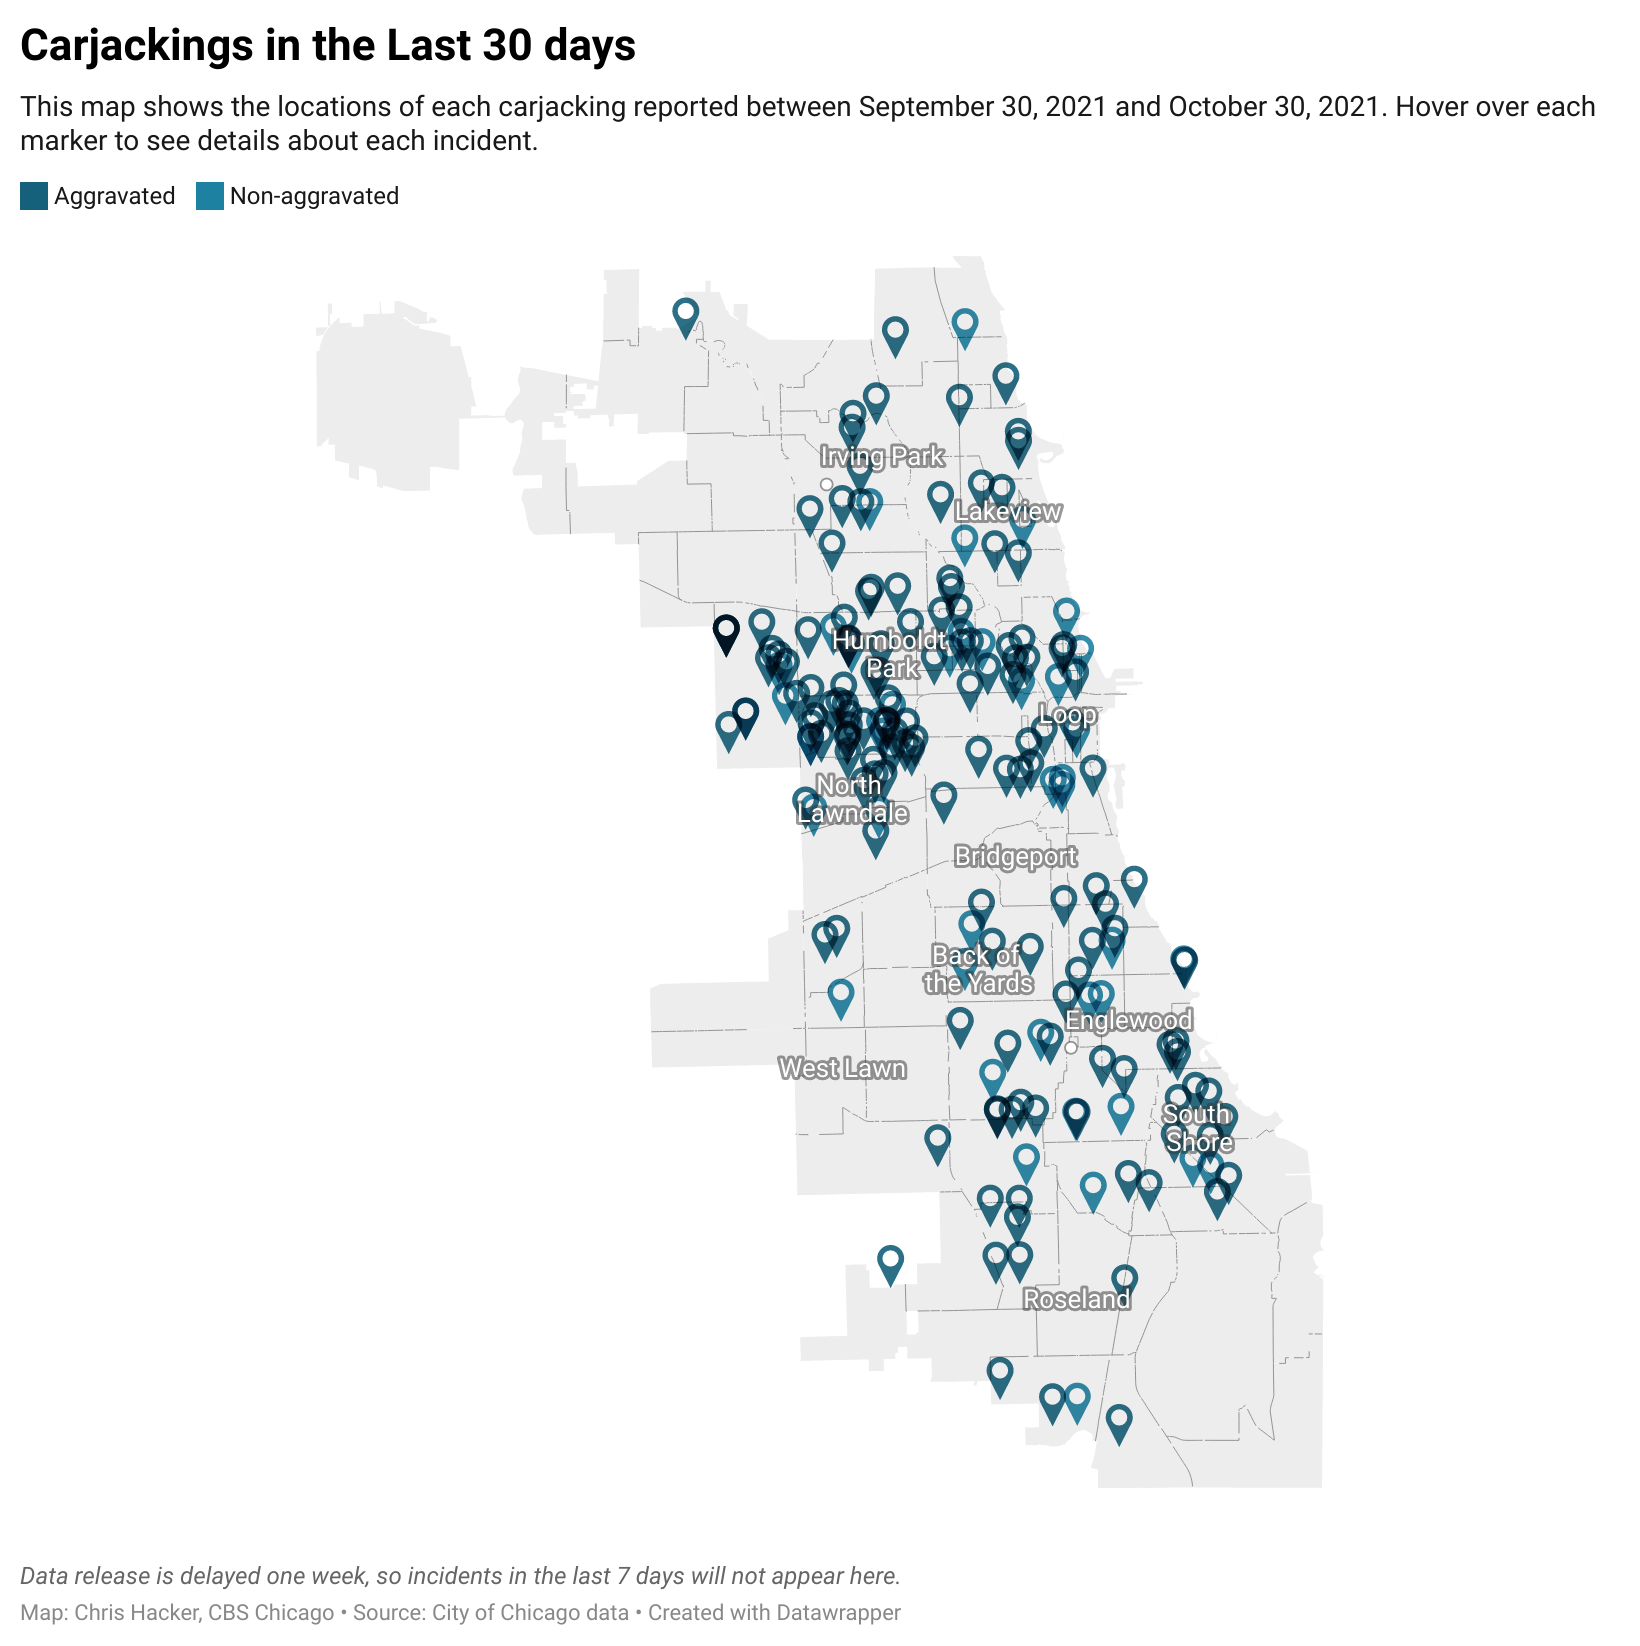 Carjackings in the Last 30 days
This map shows the locations of each carjacking reported between September 30, 2021 and October 30, 2021. Hover over each
marker to see details about each incident.
Aggravated Non-aggravated
Irving Park
Lakeview
Humboldt
Park
Loop
North
Lawndale
Bridgeport
Back of
the Yards
Englewood
West Lawn
South
Shore
Roseland
Data release is delayed one week, so incidents in the last 7 days will not appear here.
Map: Chris Hacker, CBS Chicago • Source: City of Chicago data • Created with Datawrapper